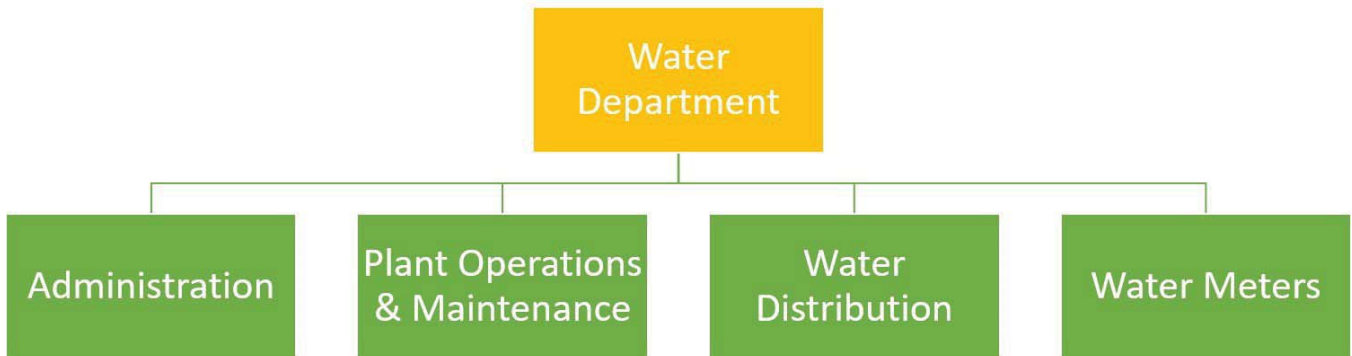 Water
Department
Administration
Plant Operations
& Maintenance
Water
Distribution
Water Meters